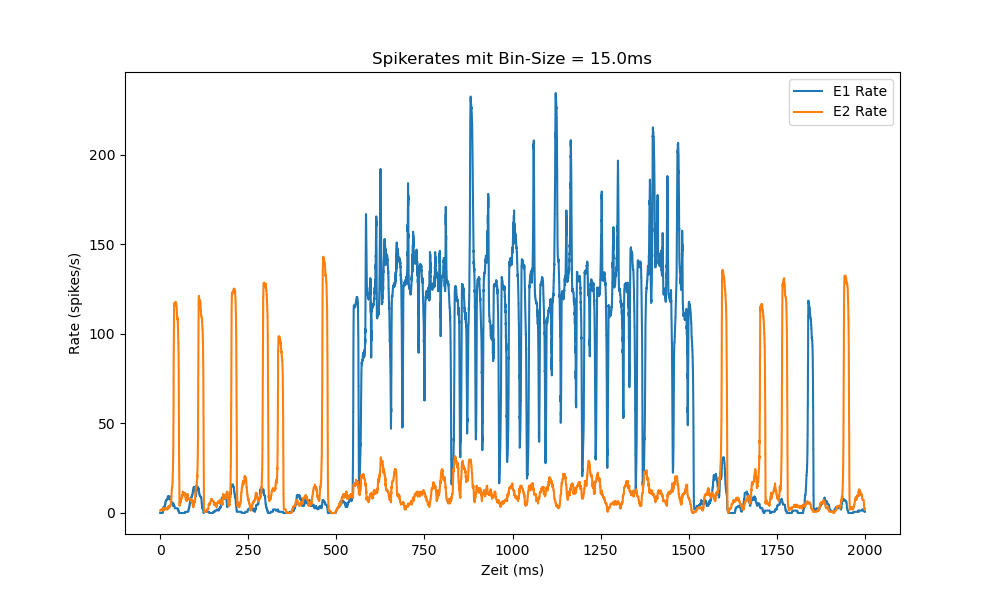 Spikerates mit Bin-Size = 15.0ms
E1 Rate
E2 Rate
Rate (spikes/s)
200
150
100
50
0
0 250 500 750 1000 1250 1500 1750 2000
Zeit (ms)